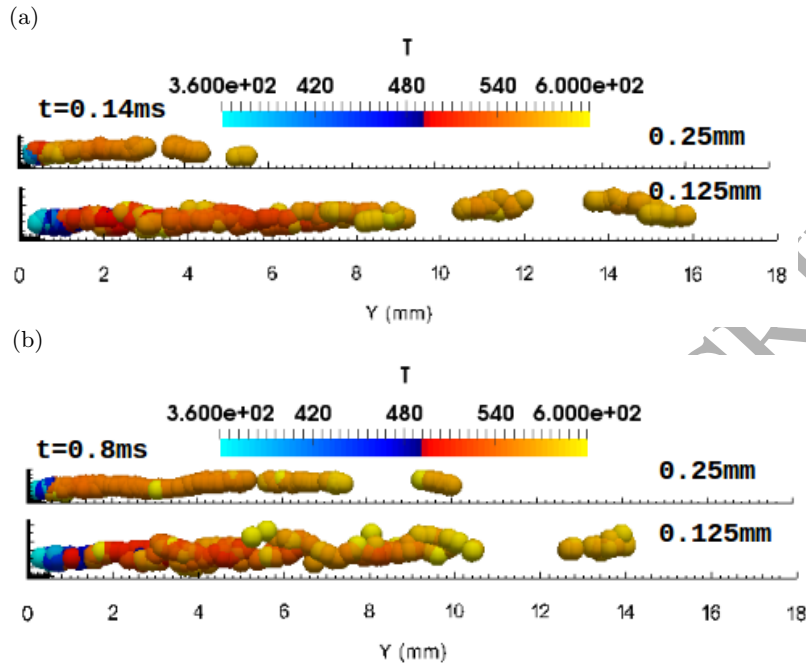 (a)
T
3.600e+02 420 480 540 6.000e+02
t=0.14ms
0.25mm
0.125mm
0 2 4 6 8 10 12 14 16 18
Y (mm)
(b)
T
3.600e+02 420 480 540 6.000e+02
t=0.8ms
0.25mm
0.125mm
0 2 4 6 8 10 12 14 16 18
Y (mm)